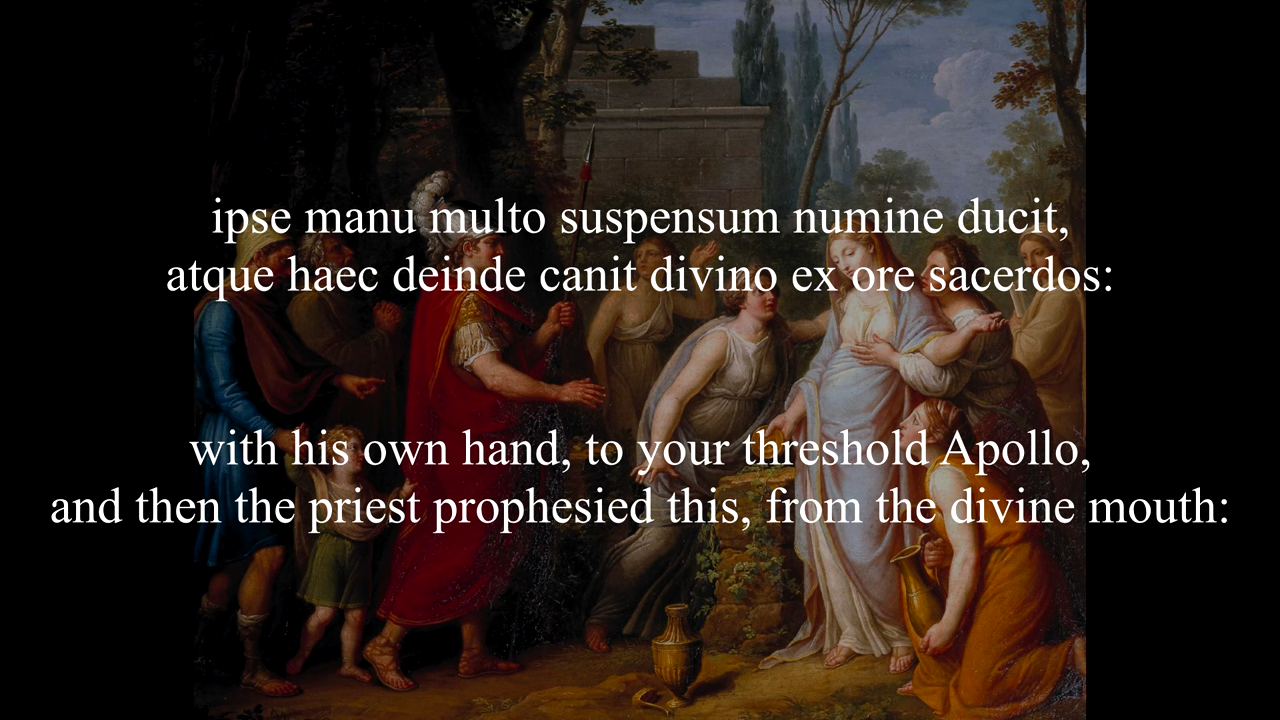 ipse manu multo suspensum numine ducit,
atque haec deinde canit divino ex ore sacerdos:
with his own hand, to your threshold Apollo,
and then the priest prophesied this, from the divine mouth: